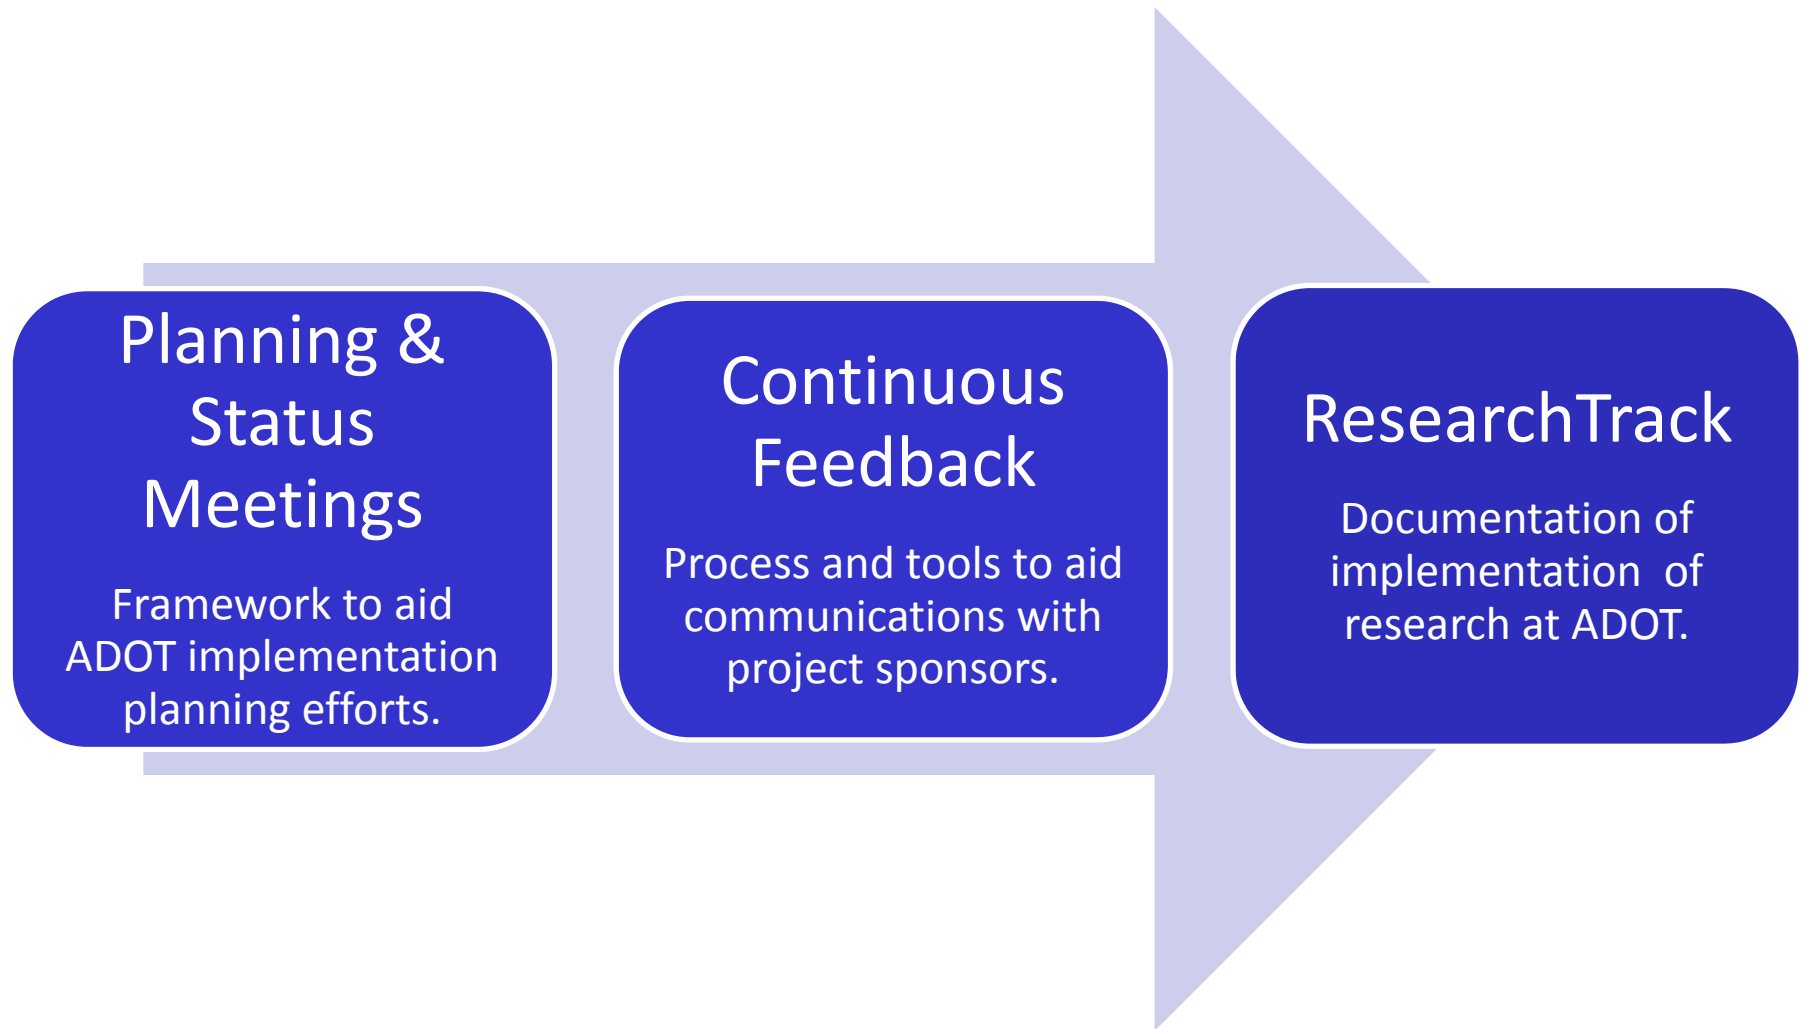 Planning &
Status
Meetings
Framework to aid
ADOT implementation
planning efforts.
Continuous
Feedback
Process and tools to aid
communications with
project sponsors.
ResearchTrack
Documentation of
implementation  of
research at ADOT.